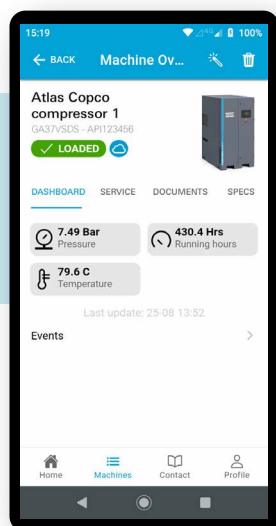 15:19
4G
100%
← BACK Machine Ov...
Atlas Copco
compressor 1
GA37VSDS - API123456
LOADED
DASHBOARD SERVICE DOCUMENTS SPECS
7.49 Bar
Pressure
430.4 Hrs
Running hours
79.6 C
Temperature
Last update: 25-08 13:52
Events
Home Machines Contact Profile